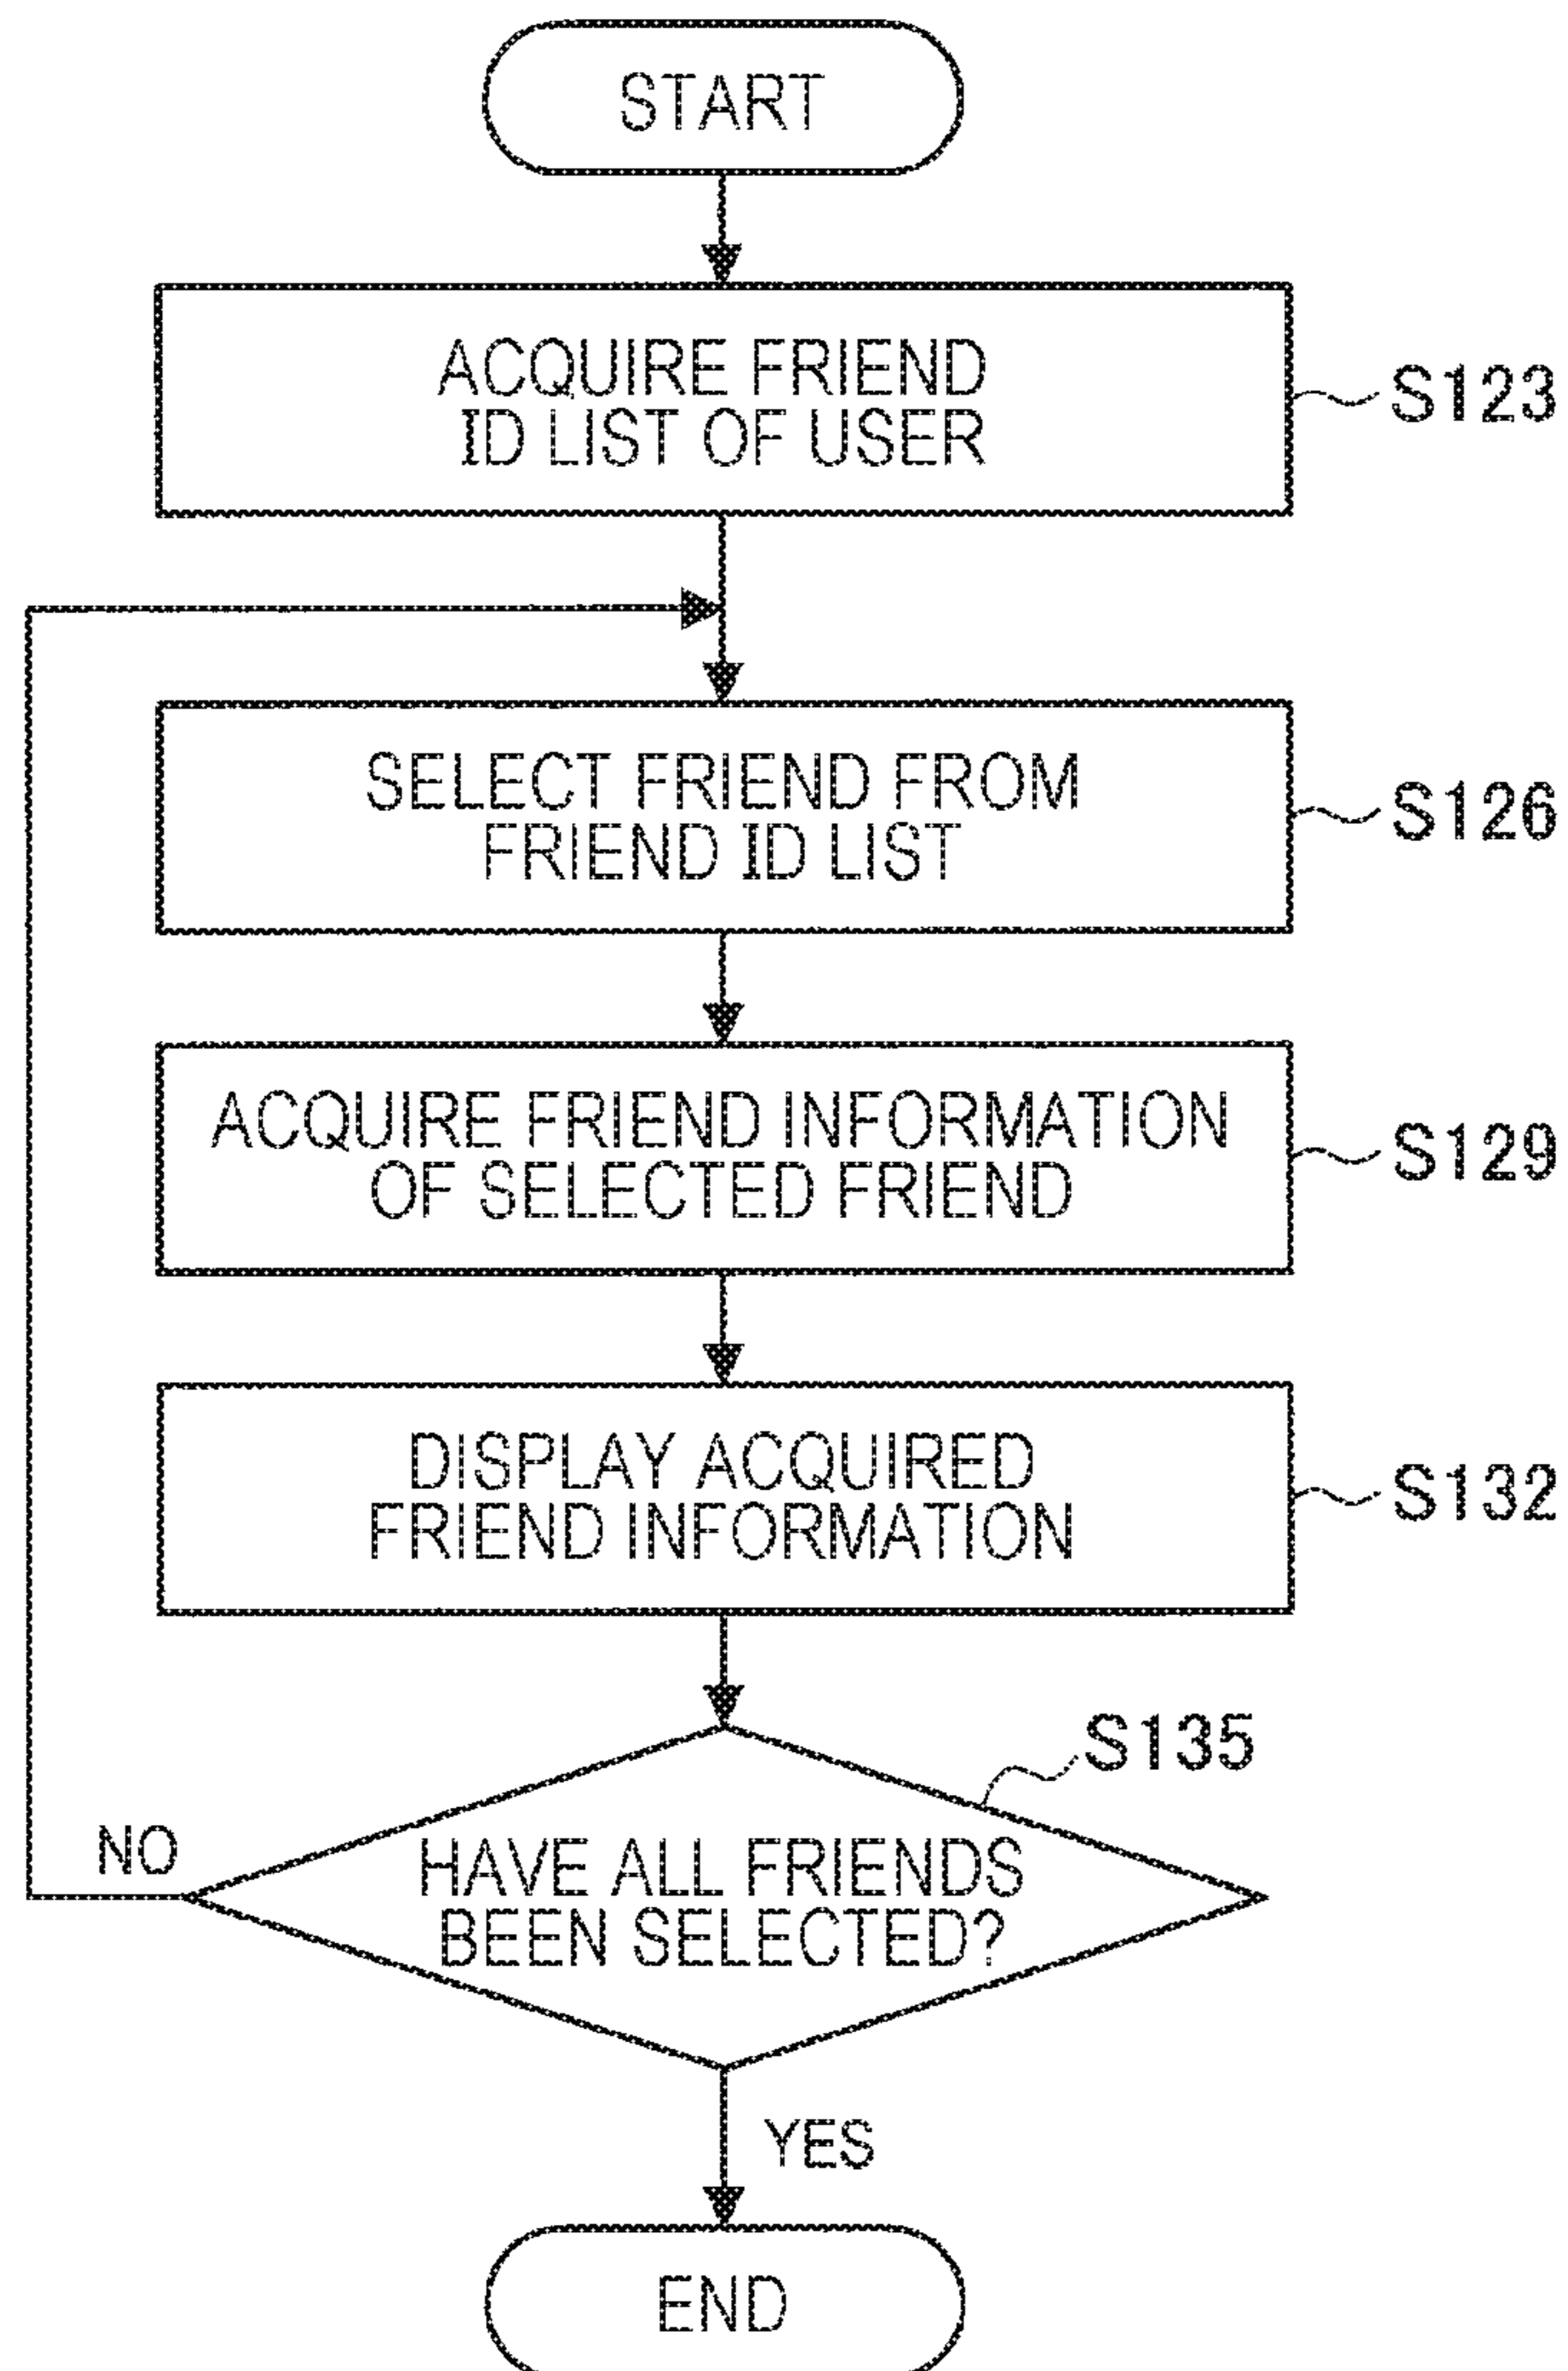 START
ACQUIRE FRIEND
ID LIST OF USER
S123
SELECT FRIEND FROM
FRIEND ID LIST
S126
ACQUIRE FRIEND INFORMATION
OF SELECTED FRIEND
S129
DISPLAY ACQUIRED
FRIEND INFORMATION
S132
S135
HAVE ALL FRIENDS
BEEN SELECTED?
NO
YES
END